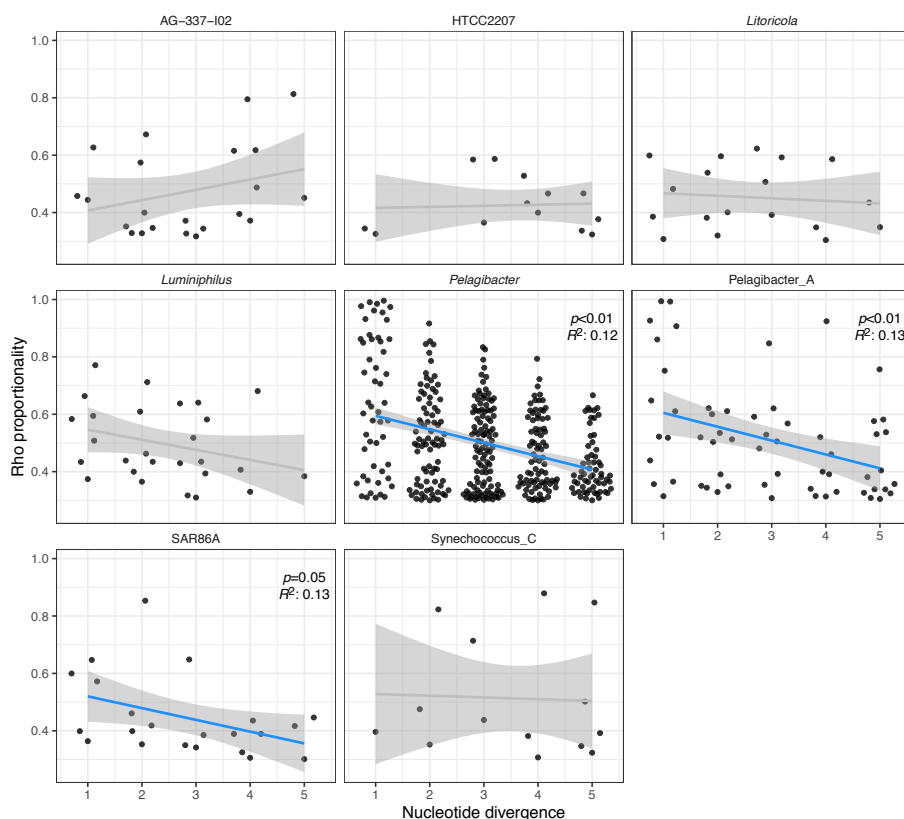 AG-337-I02 HTCC2207 Litoricola
1.0
0.8
0.6
0.4
Luminiphilus Pelagibacter Pelagibacter_A
1.0
p<0.01 p<0.01
R²: 0.12 R²: 0.13
0.8
Rho proportionality
0.6
0.4
SAR86A Synechococcus_C
1 2 3 4 5
1.0
p=0.05
R²: 0.13
0.8
0.6
0.4
1 2 3 4 5 1 2 3 4 5
Nucleotide divergence